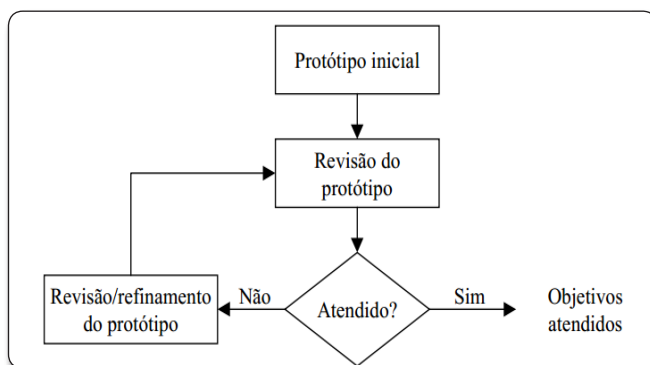 Protótipo inicial
Revisão do
protótipo
Revisão/refinamento
do protótipo
Não
Atendido?
Sim
Objetivos
atendidos